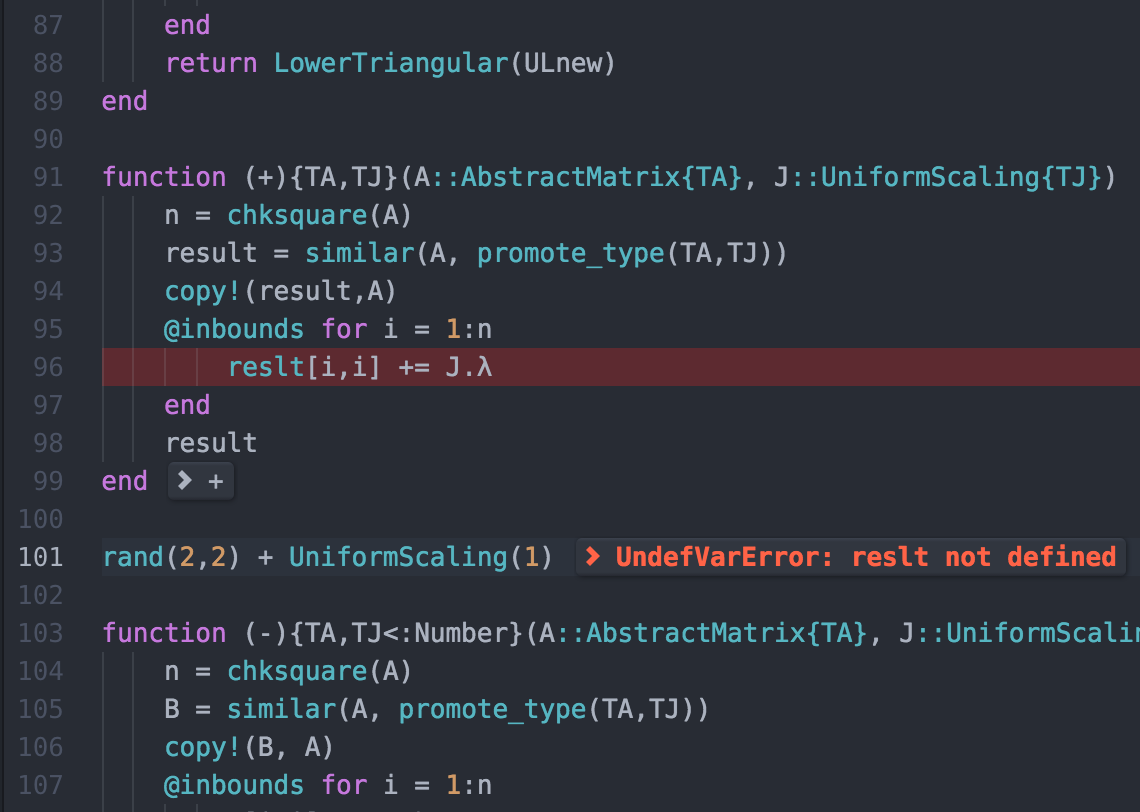 87 end
88 return LowerTriangular(ULnew)
89 end
90
91 function (+){TA,TJ}(A::AbstractMatrix{TA}, J::UniformScaling{TJ})
92 n = chksquare(A)
93 result = similar(A, promote_type(TA,TJ))
94 copy!(result,A)
95 @inbounds for i = 1:n
96 reslt[i,i] += J.λ
97 end
98 result
99 end > +
100
101 rand(2,2) + UniformScaling(1) > UndefVarError: reslt not defined
102
103 function (-){TA,TJ<:Number}(A::AbstractMatrix{TA}, J::UniformScalin
104 n = chksquare(A)
105 B = similar(A, promote_type(TA,TJ))
106 copy!(B, A)
107 @inbounds for i = 1:n